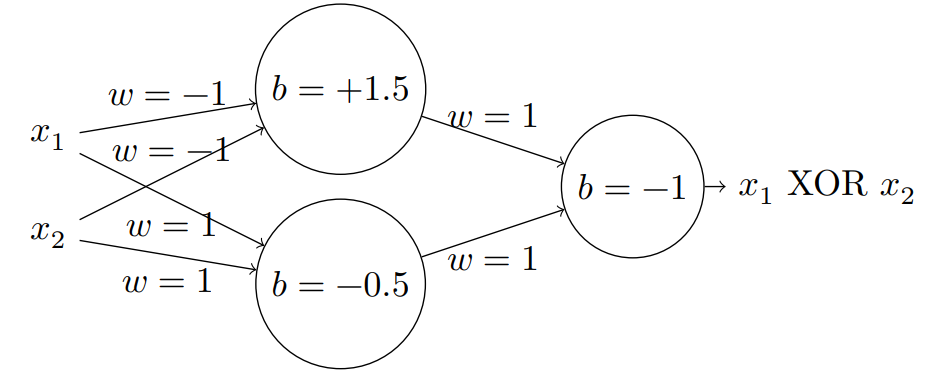 b = +1.5
w = −1
w = 1
x₁
w = −1
b = −1
x₁ XOR x₂
w = 1
x₂
w = 1
w = 1
b = −0.5